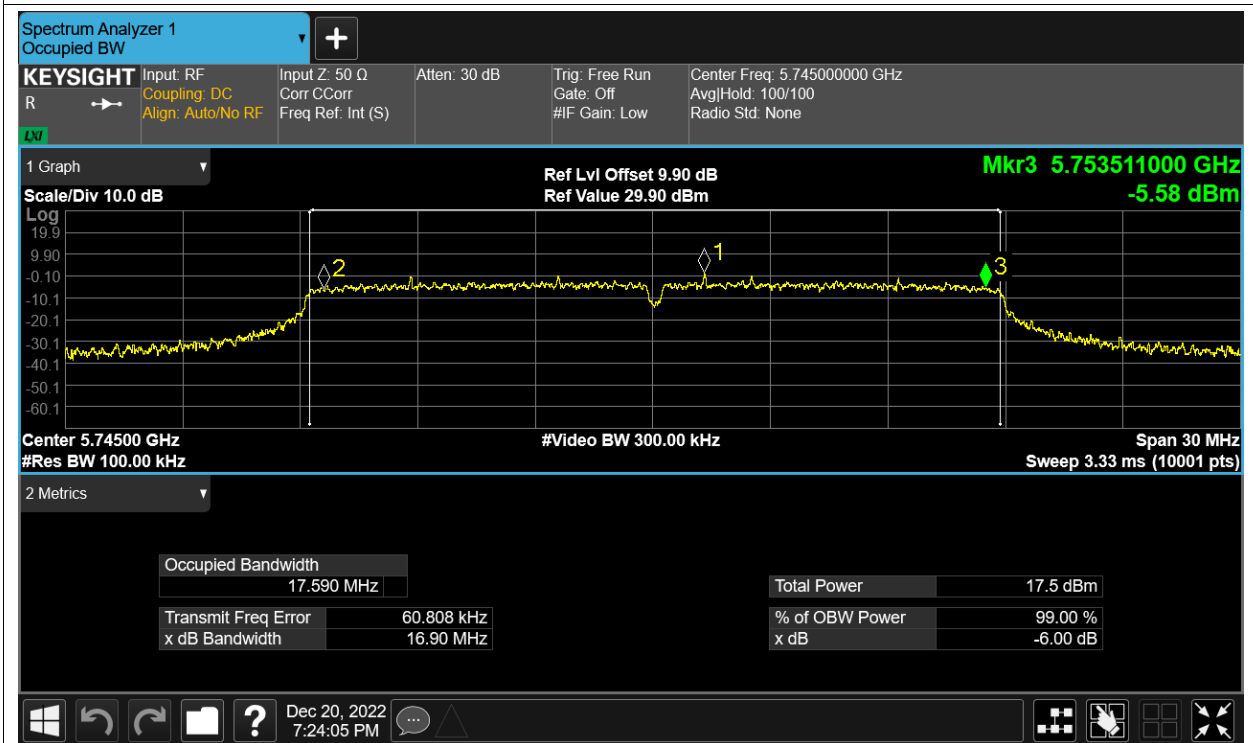 Spectrum Analyzer 1
Occupied BW
KEYSIGHT
R
LXI
Input: RF
Coupling: DC
Align: Auto/No RF
Input Z: 50 Ω
Corr CCorr
Freq Ref: Int (S)
Atten: 30 dB
Trig: Free Run
Gate: Off
#IF Gain: Low
Center Freq: 5.745000000 GHz
Avg|Hold: 100/100
Radio Std: None
1 Graph
Scale/Div 10.0 dB
Ref Lvl Offset 9.90 dB
Ref Value 29.90 dBm
Mkr3 5.753511000 GHz
-5.58 dBm
Log
19.9
9.90
-0.10
-10.1
-20.1
-30.1
-40.1
-50.1
-60.1
2
1
3
Center 5.74500 GHz
#Res BW 100.00 kHz
#Video BW 300.00 kHz
Span 30 MHz
Sweep 3.33 ms (10001 pts)
2 Metrics
Occupied Bandwidth
17.590 MHz
Transmit Freq Error 60.808 kHz
x dB Bandwidth 16.90 MHz
Total Power 17.5 dBm
% of OBW Power 99.00 %
x dB -6.00 dB
?
Dec 20, 2022
7:24:05 PM